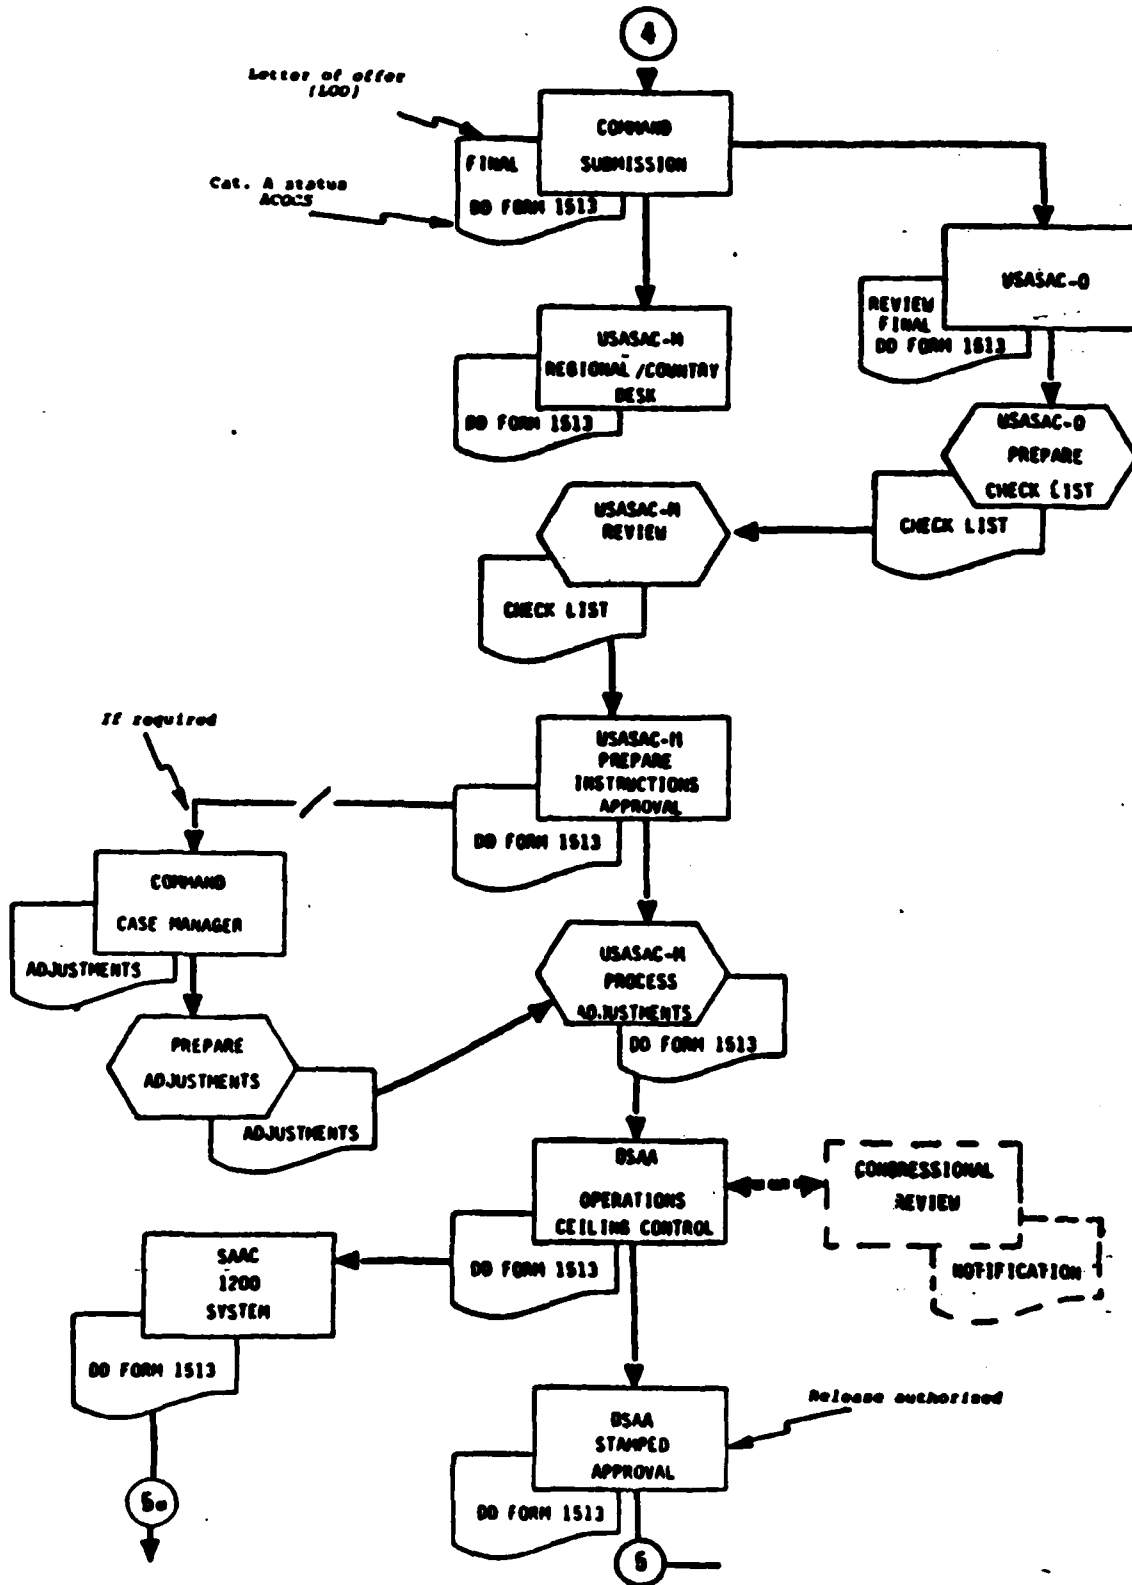 4
Letter of offer
(LOO)
COMMAND
SUBMISSION
FINAL
DD FORM 1513
Cat. A status
ACOCS
USASAC-O
REVIEW
FINAL
DD FORM 1513
USASAC-M
REGIONAL/COUNTRY
DESK
DD FORM 1513
USASAC-O
PREPARE
CHECK LIST
CHECK LIST
USASAC-M
REVIEW
CHECK LIST
If required
USASAC-M
PREPARE
INSTRUCTIONS
APPROVAL
DD FORM 1513
COMMAND
CASE MANAGER
ADJUSTMENTS
USASAC-M
PROCESS
ADJUSTMENTS
DD FORM 1513
PREPARE
ADJUSTMENTS
ADJUSTMENTS
DSAA
OPERATIONS
CEILING CONTROL
DD FORM 1513
CONGRESSIONAL
REVIEW
NOTIFICATION
SAAC
1200
SYSTEM
DD FORM 1513
Release authorised
DSAA
STAMPED
APPROVAL
DD FORM 1513
5a
5